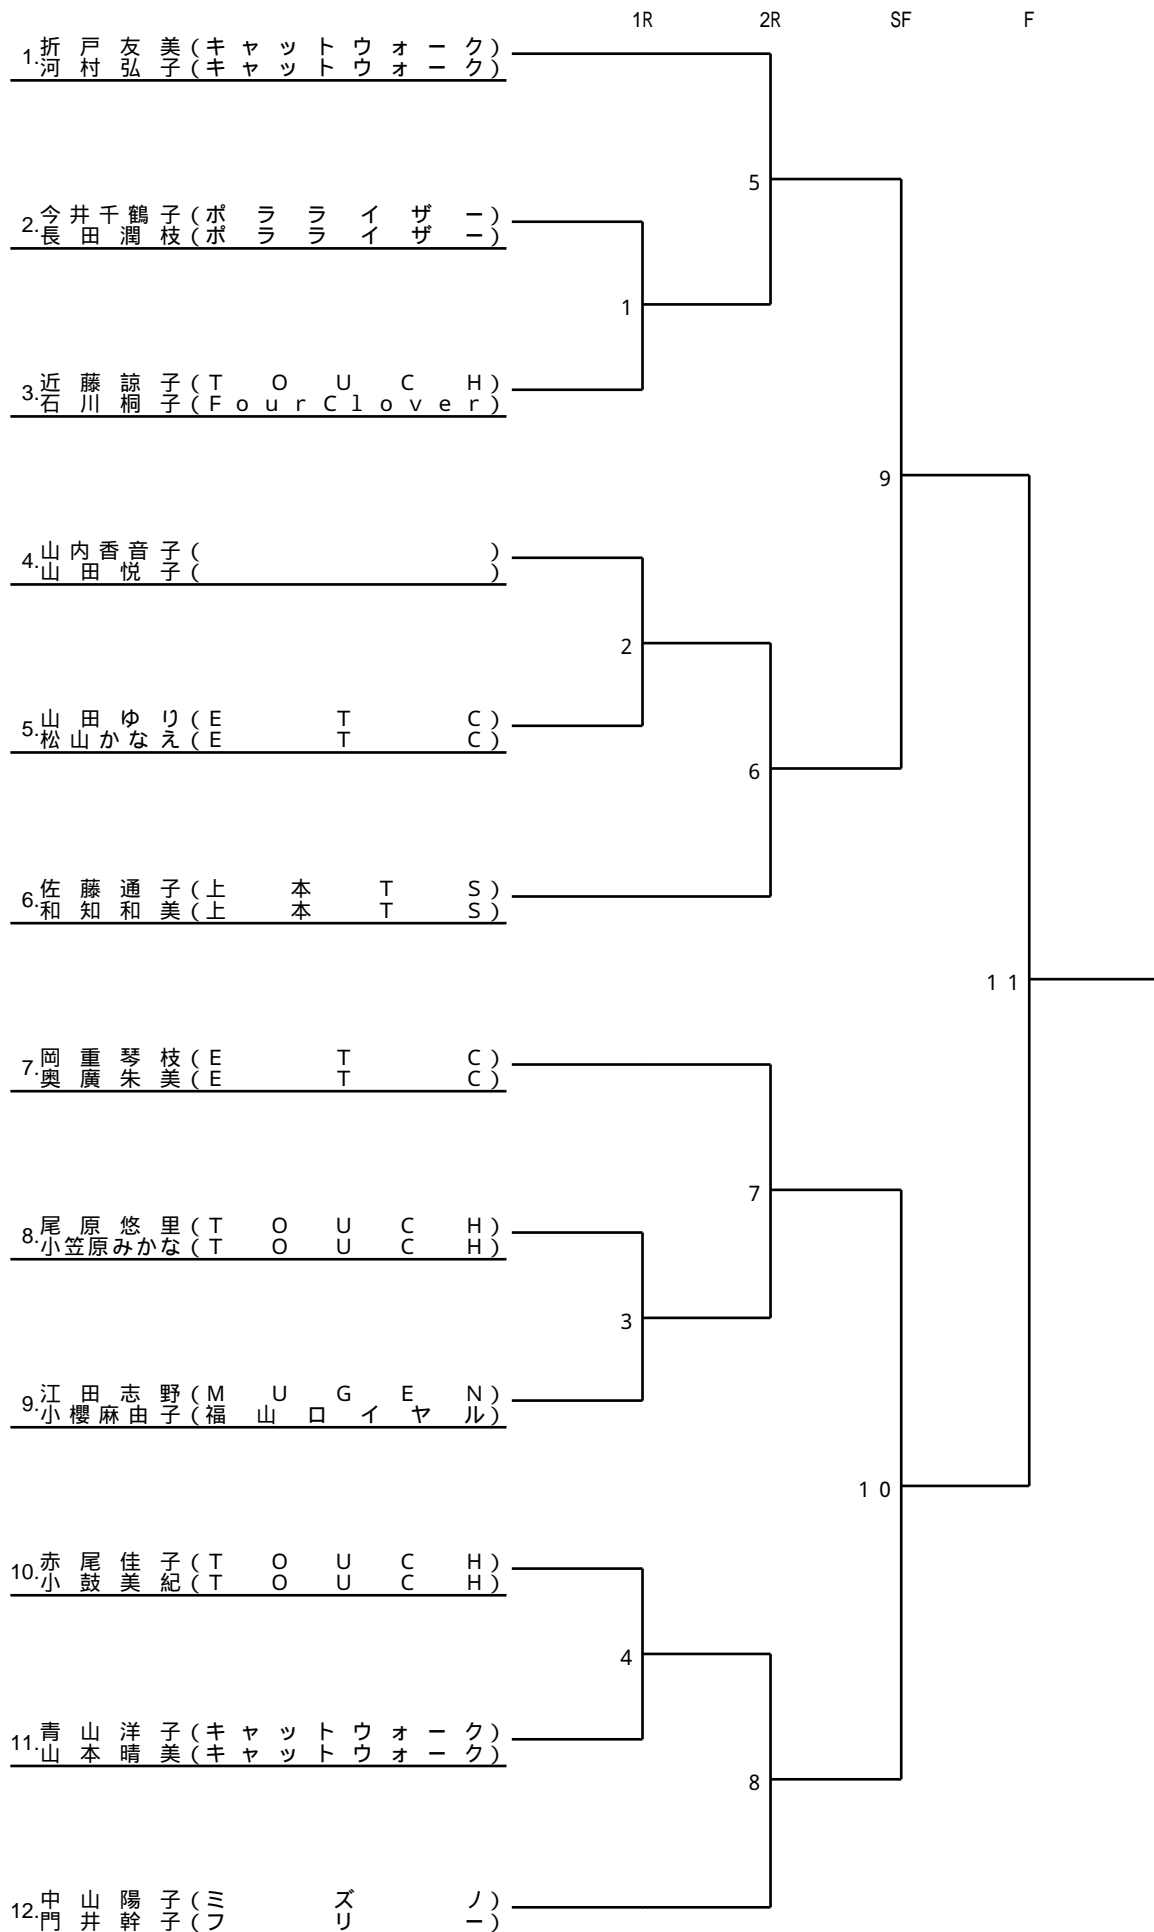 1R 2R SF F
1. 折戸友美(キャットウォーク)
河村弘子(キャットウォーク)
5
2. 今井千鶴子(ポラライザー)
長田潤枝(ポラライザー)
1
3. 近藤諒子(TOUCH)
石川桐子(FourClover)
9
4. 山内香音子( )
山田悦子( )
2
5. 山田ゆり(ETC)
松山かなえ(ETC)
6
6. 佐藤通子(上本TS)
和知和美(上本TS)
11
7. 岡重琴枝(ETC)
奥廣朱美(ETC)
7
8. 尾原悠里(TOUCH)
小笠原みかな(TOUCH)
3
9. 江田志野(MUGEN)
小櫻麻由子(福山ロイヤル)
10
10. 赤尾佳子(TOUCH)
小鼓美紀(TOUCH)
4
11. 青山洋子(キャットウォーク)
山本晴美(キャットウォーク)
8
12. 中山陽子(ミズノ)
門井幹子(フリー)